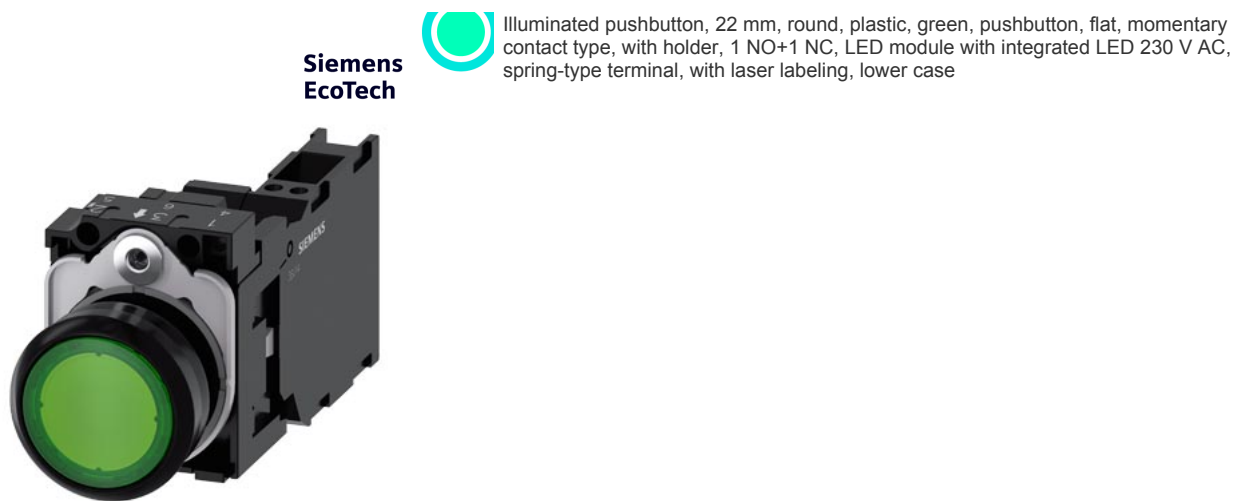 Siemens
EcoTech
Illuminated pushbutton, 22 mm, round, plastic, green, pushbutton, flat, momentary
contact type, with holder, 1 NO+1 NC, LED module with integrated LED 230 V AC,
spring-type terminal, with laser labeling, lower case
SIEMENS